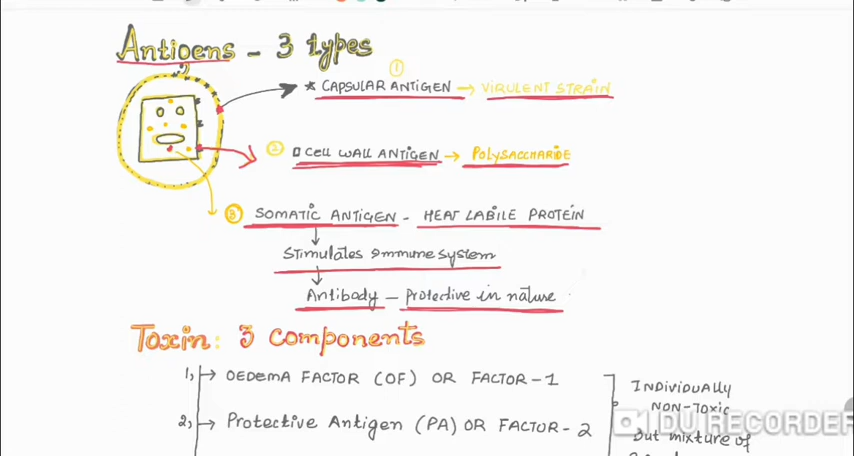 Antigens - 3 types
① ★ CAPSULAR ANTIGEN → VIRULENT STRAIN
② CELL WALL ANTIGEN → POLYSACCHARIDE
③ SOMATIC ANTIGEN - HEAT LABILE PROTEIN
Stimulates immune system
Antibody - protective in nature
Toxin: 3 components
1, → OEDEMA FACTOR (OF) OR FACTOR-1
2, → Protective Antigen (PA) OR FACTOR-2
INDIVIDUALLY
NON-TOXIC
But mixture of
DU RECORDER